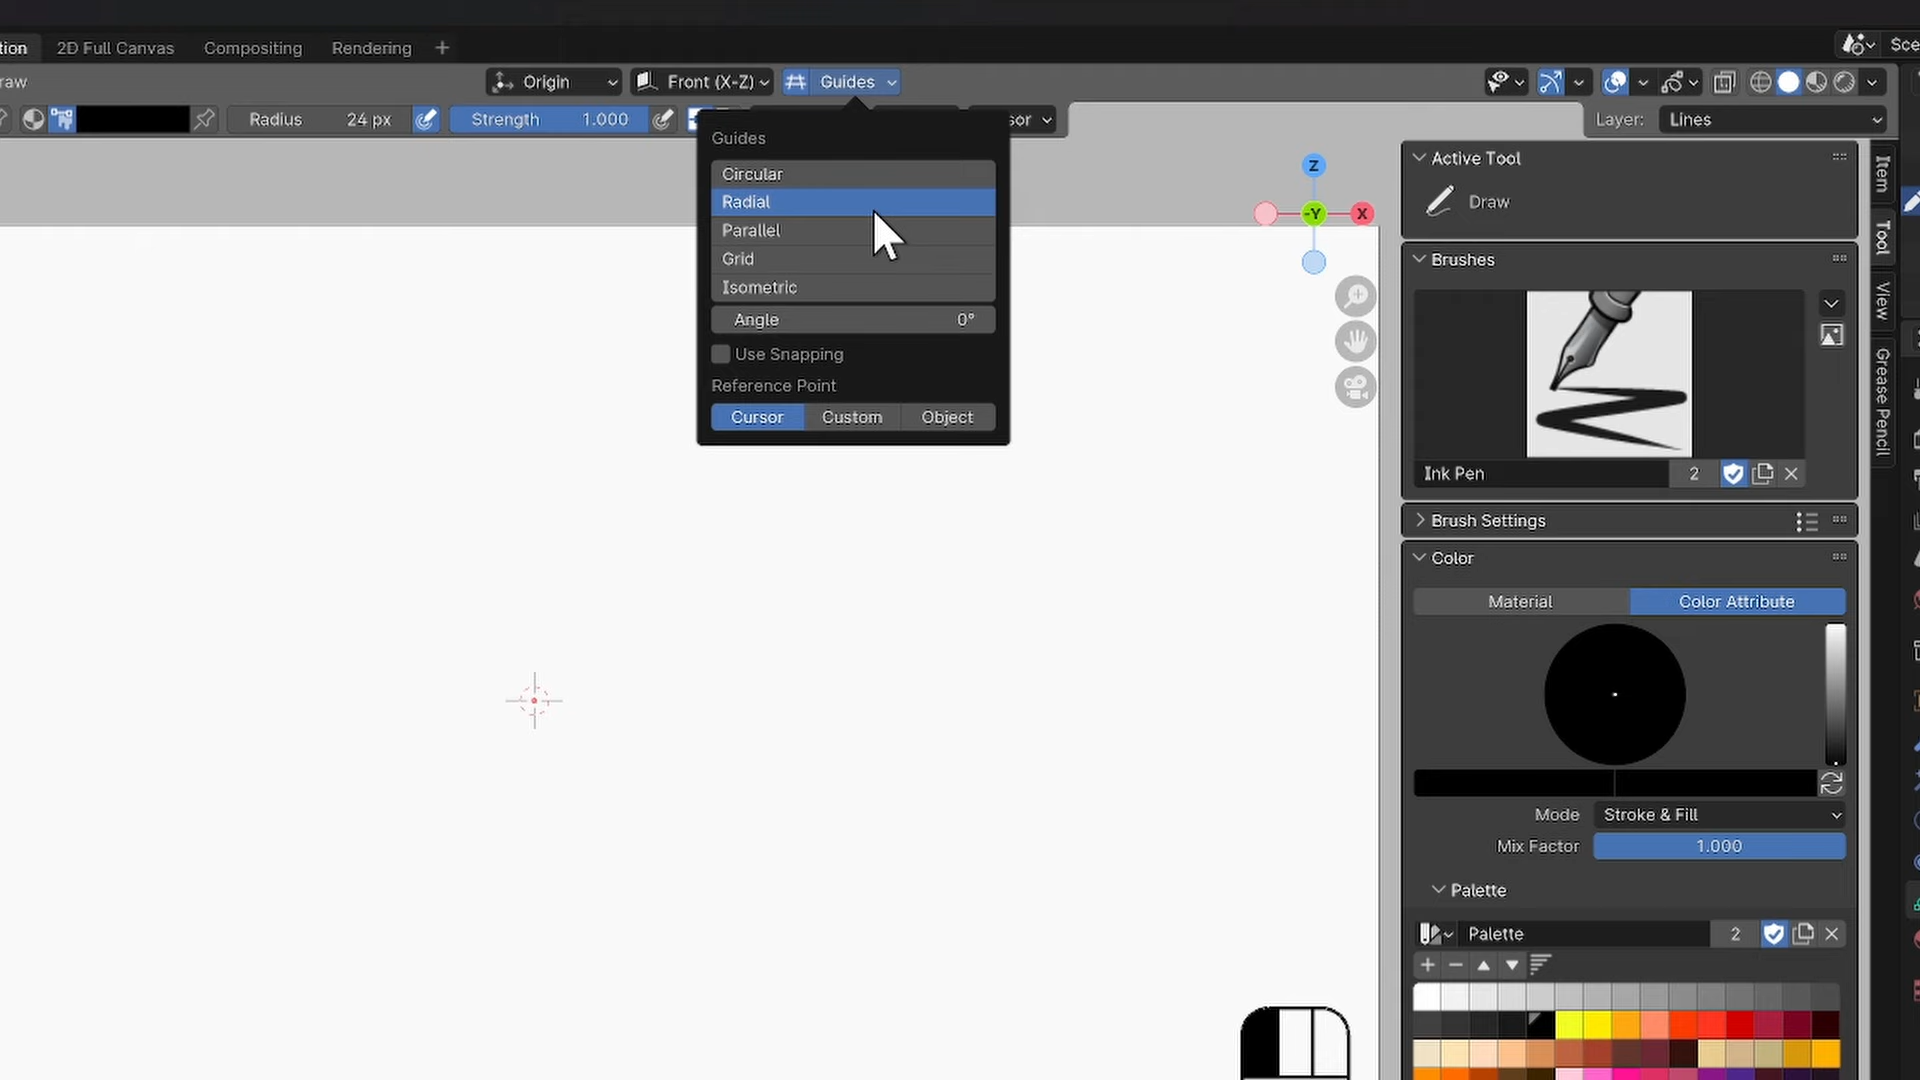 tion 2D Full Canvas Compositing Rendering +
Sce
raw Origin Front (X-Z) Guides
Radius 24 px Strength 1.000 sor Layer: Lines
Guides
Circular
Radial
Parallel
Grid
Isometric
Angle 0°
Use Snapping
Reference Point
Cursor Custom Object
Z
-Y
X
Active Tool
Draw
Brushes
Ink Pen 2
Brush Settings
Color
Material Color Attribute
Mode Stroke & Fill
Mix Factor 1.000
Palette
Palette 2
Item
Tool
View
Grease Pencil